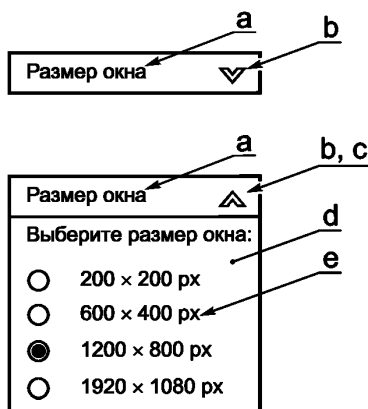 a
b
Размер окна
a
b, c
Размер окна
Выберите размер окна:
d
200 × 200 px
e
600 × 400 px
1200 × 800 px
1920 × 1080 px